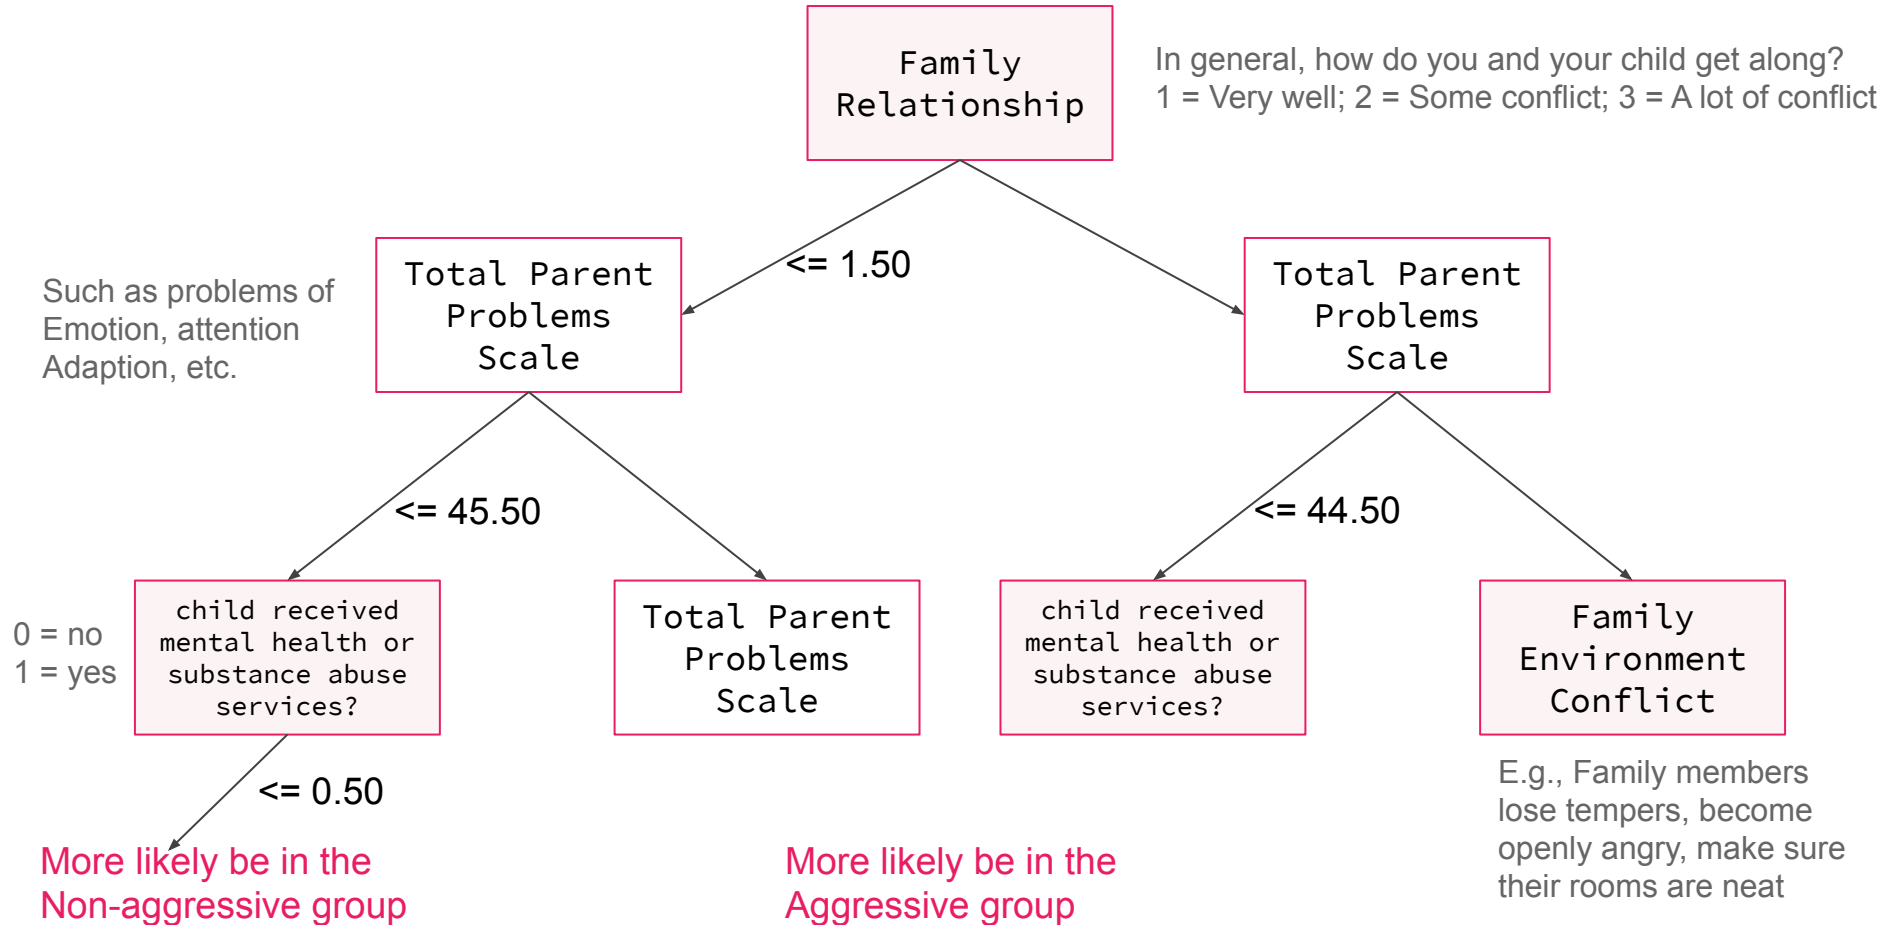 Family
Relationship
In general, how do you and your child get along?
1 = Very well; 2 = Some conflict; 3 = A lot of conflict
<= 1.50
Such as problems of
Emotion, attention
Adaption, etc.
Total Parent
Problems
Scale
Total Parent
Problems
Scale
<= 45.50
<= 44.50
0 = no
1 = yes
child received
mental health or
substance abuse
services?
Total Parent
Problems
Scale
child received
mental health or
substance abuse
services?
Family
Environment
Conflict
<= 0.50
E.g., Family members
lose tempers, become
openly angry, make sure
their rooms are neat
More likely be in the
Non-aggressive group
More likely be in the
Aggressive group